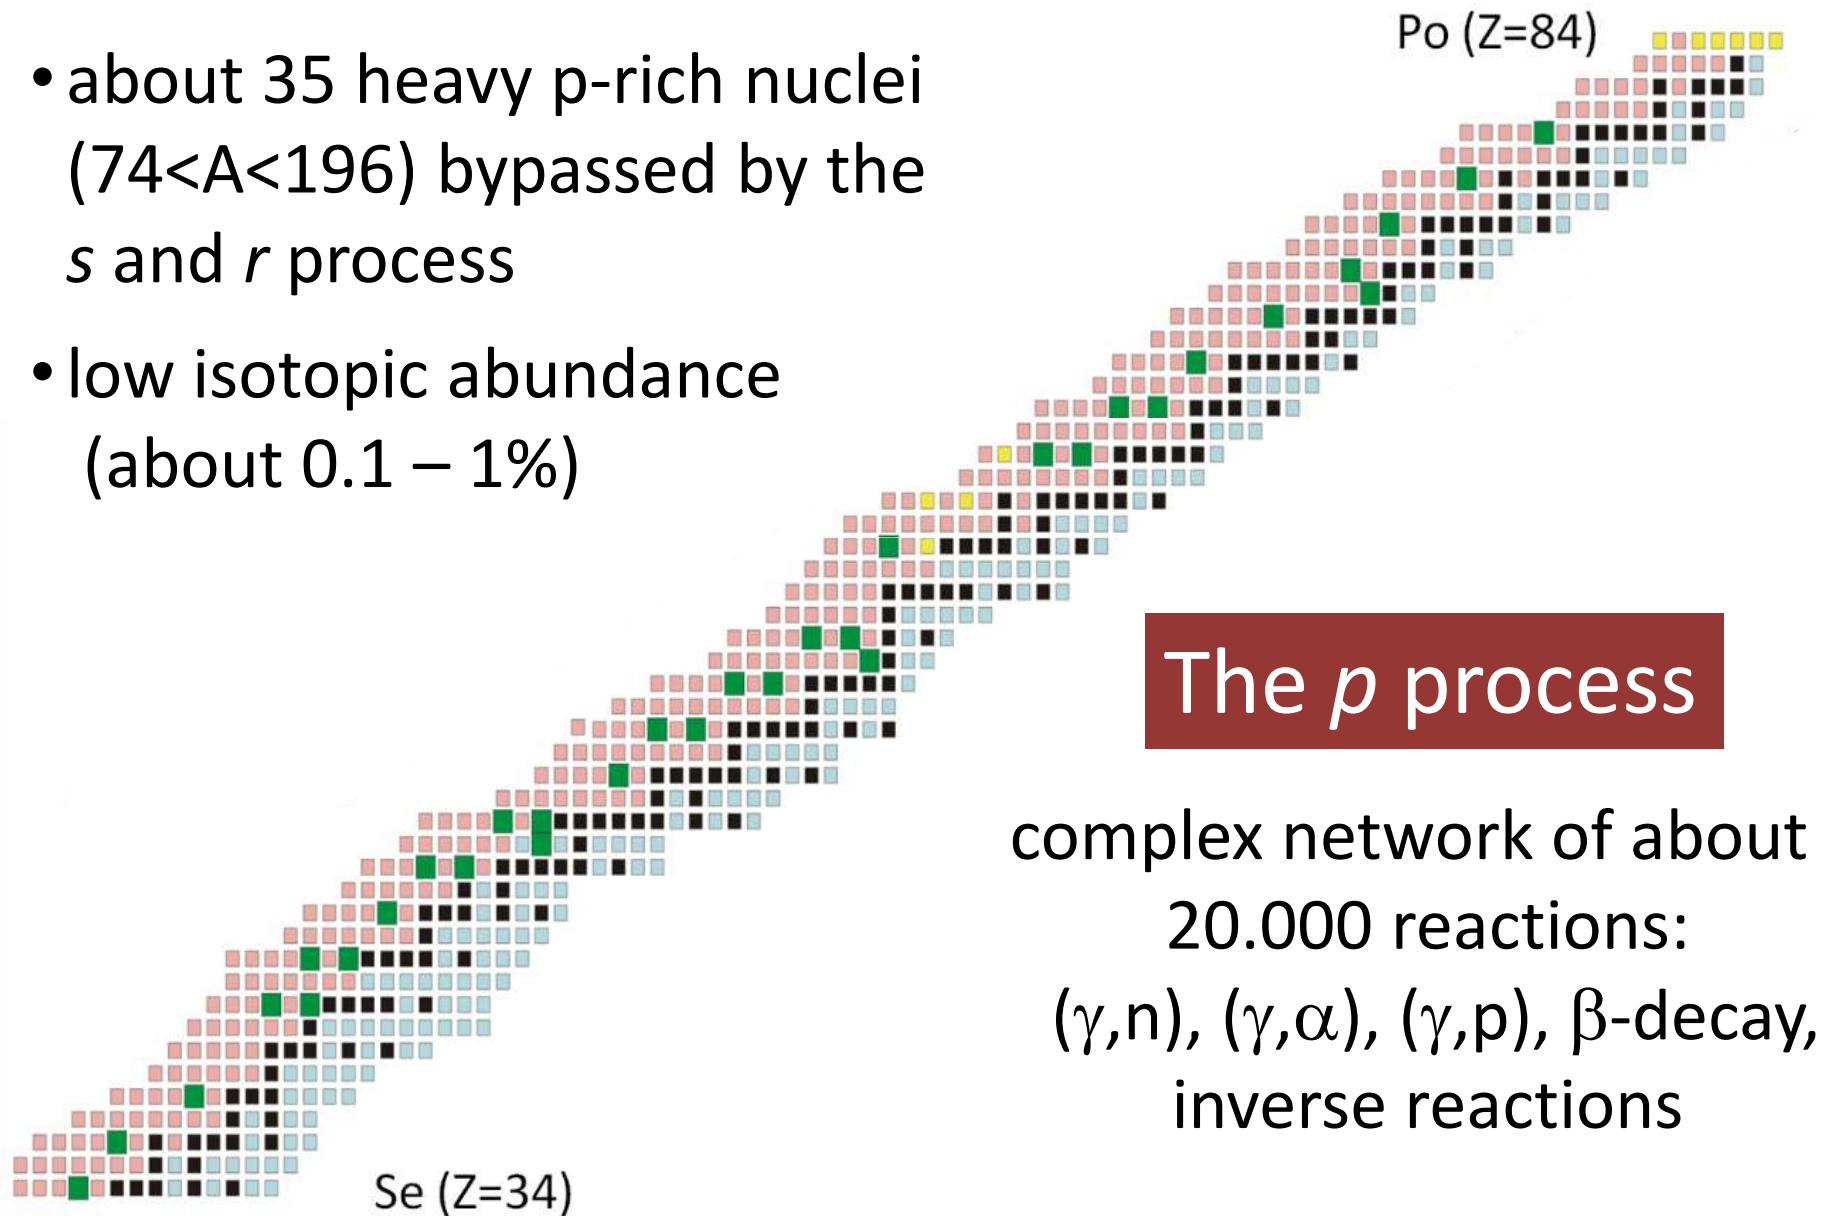 Po (Z=84)
• about 35 heavy p-rich nuclei
(74<A<196) bypassed by the
s and r process
• low isotopic abundance
(about 0.1 – 1%)
The p process
complex network of about
20.000 reactions:
(γ,n), (γ,α), (γ,p), β-decay,
inverse reactions
Se (Z=34)